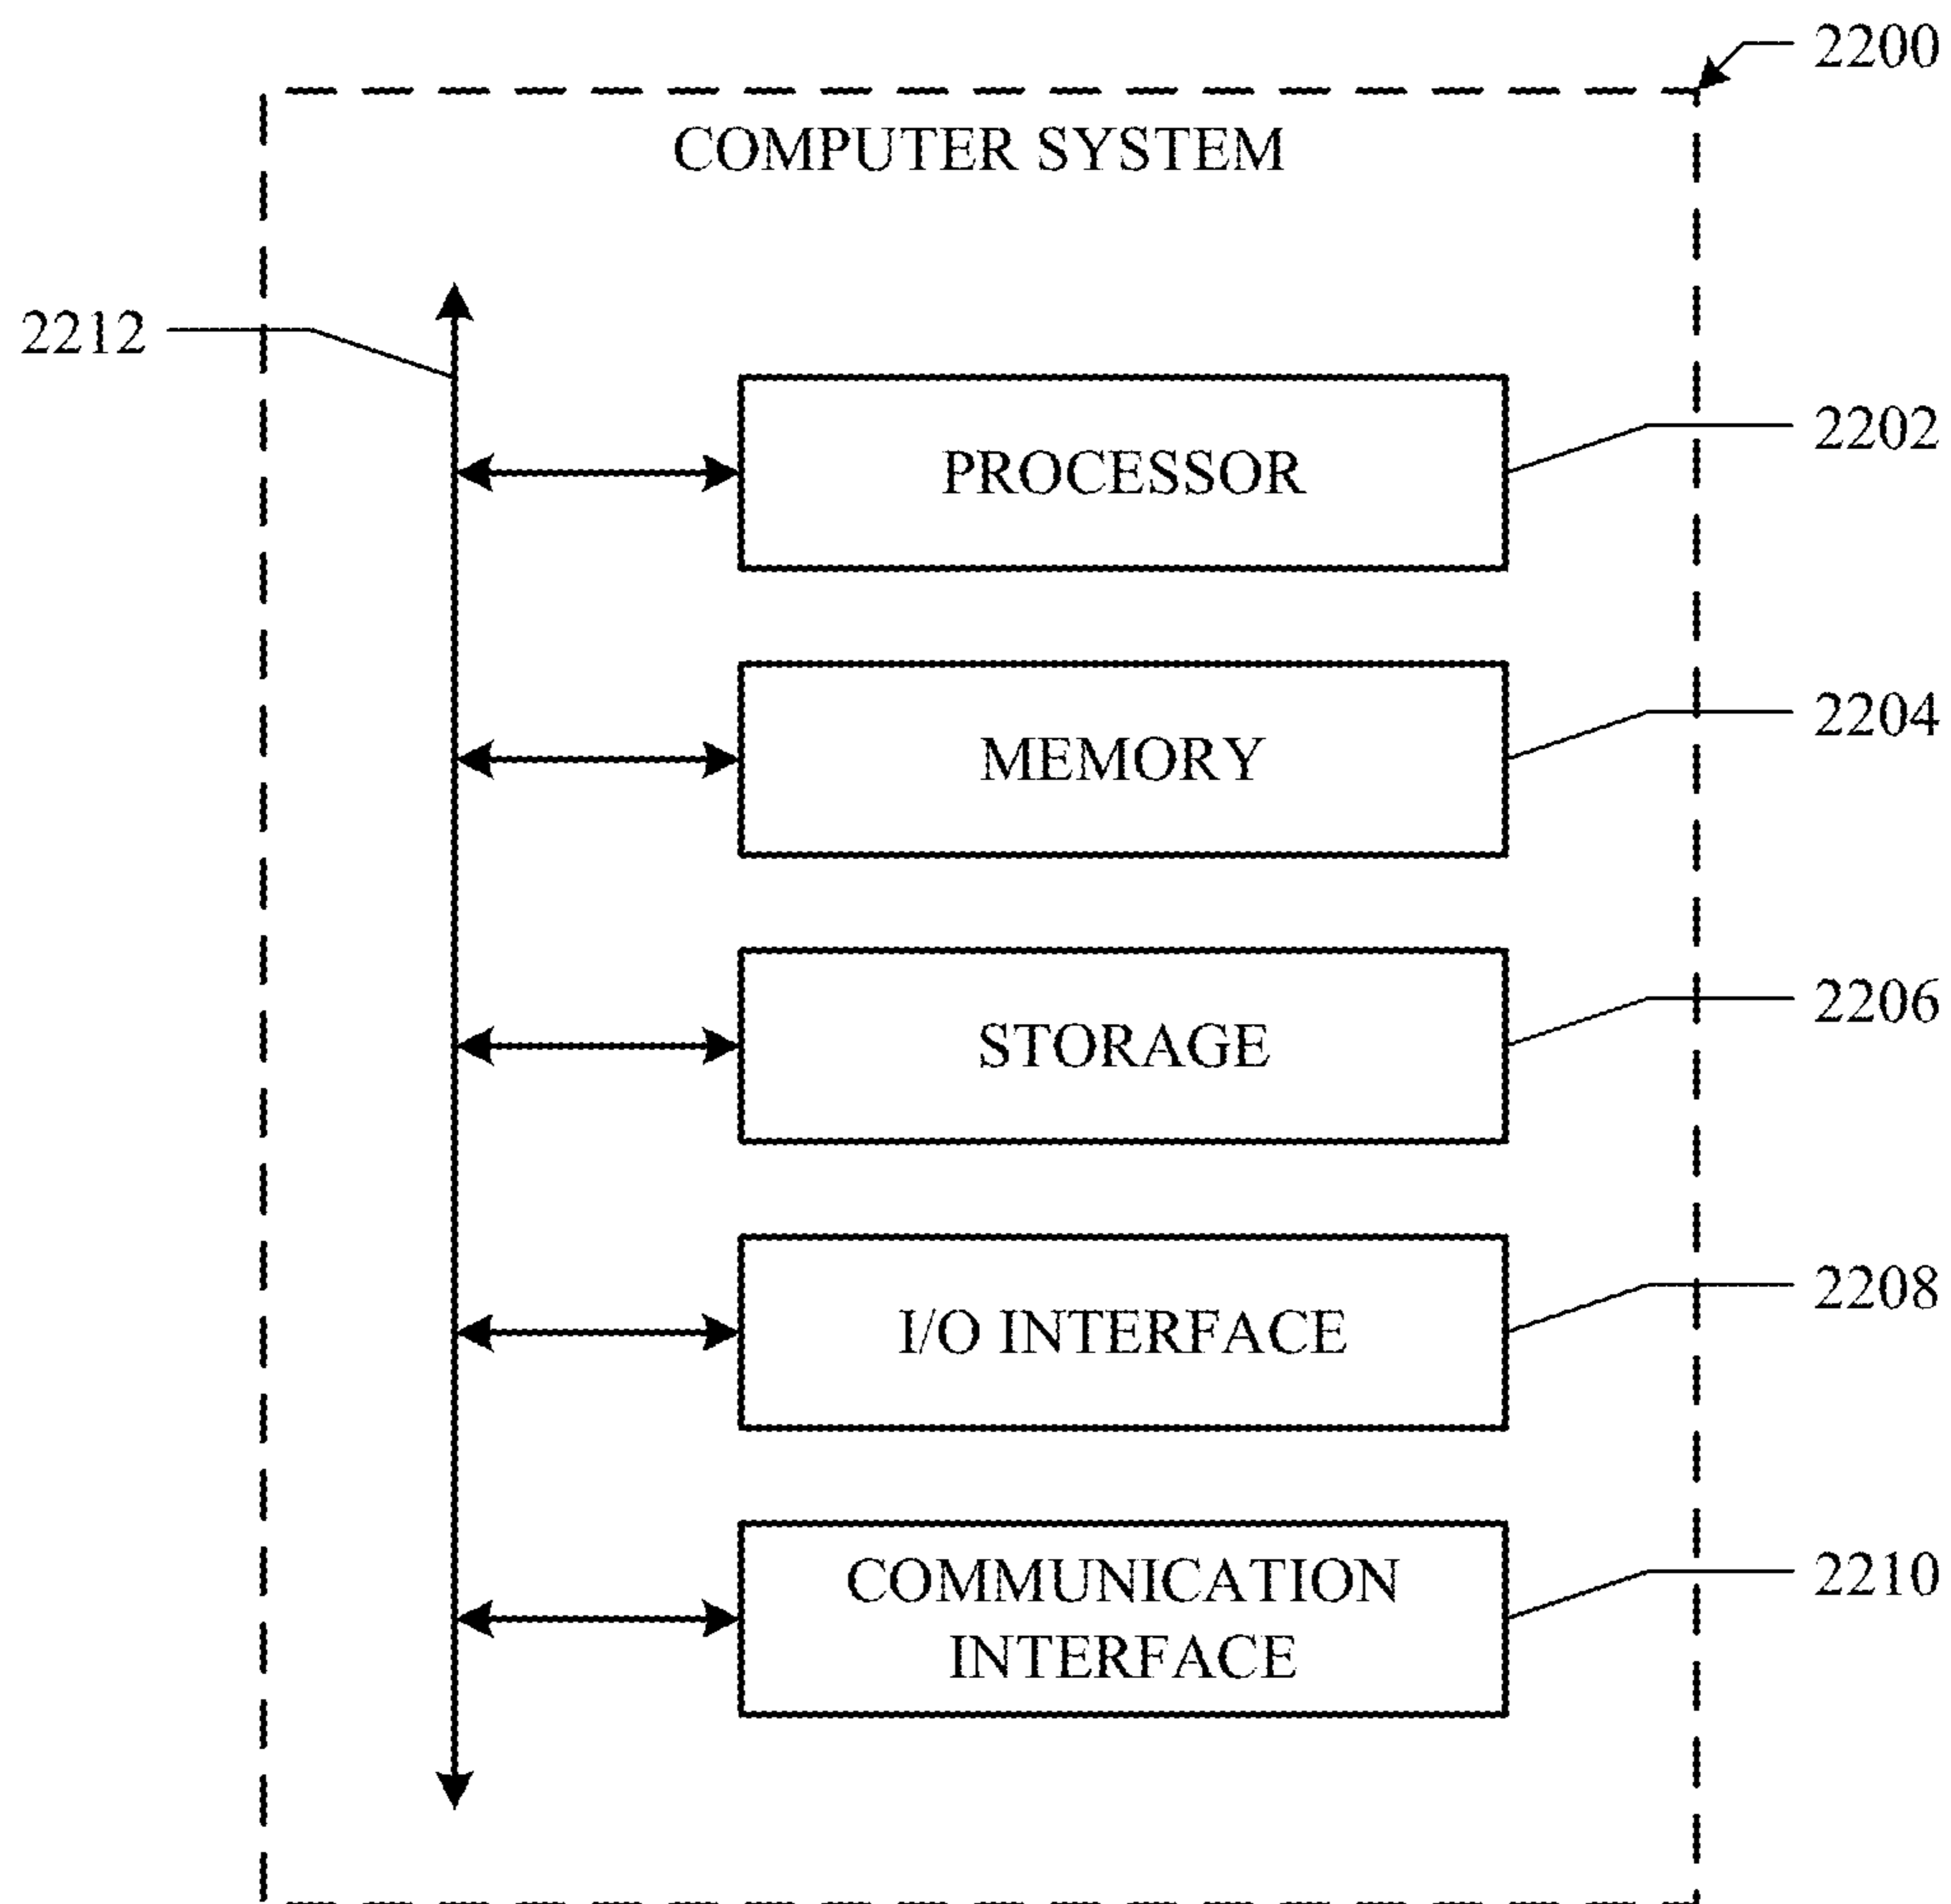 2200
COMPUTER SYSTEM
2212
PROCESSOR
2202
MEMORY
2204
STORAGE
2206
I/O INTERFACE
2208
COMMUNICATION
INTERFACE
2210